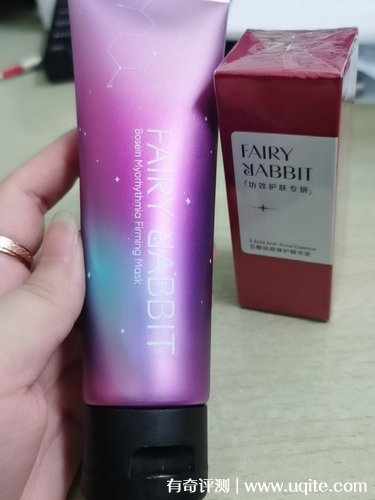 FAIRY RABBIT
Bosein Myorhythmia Firming Mask
FAIRY
RABBIT
「功效护肤专研」
5 Acid Anti-Acne Essence
五酸祛痘修护精华液
有奇评测 | www.uqite.com